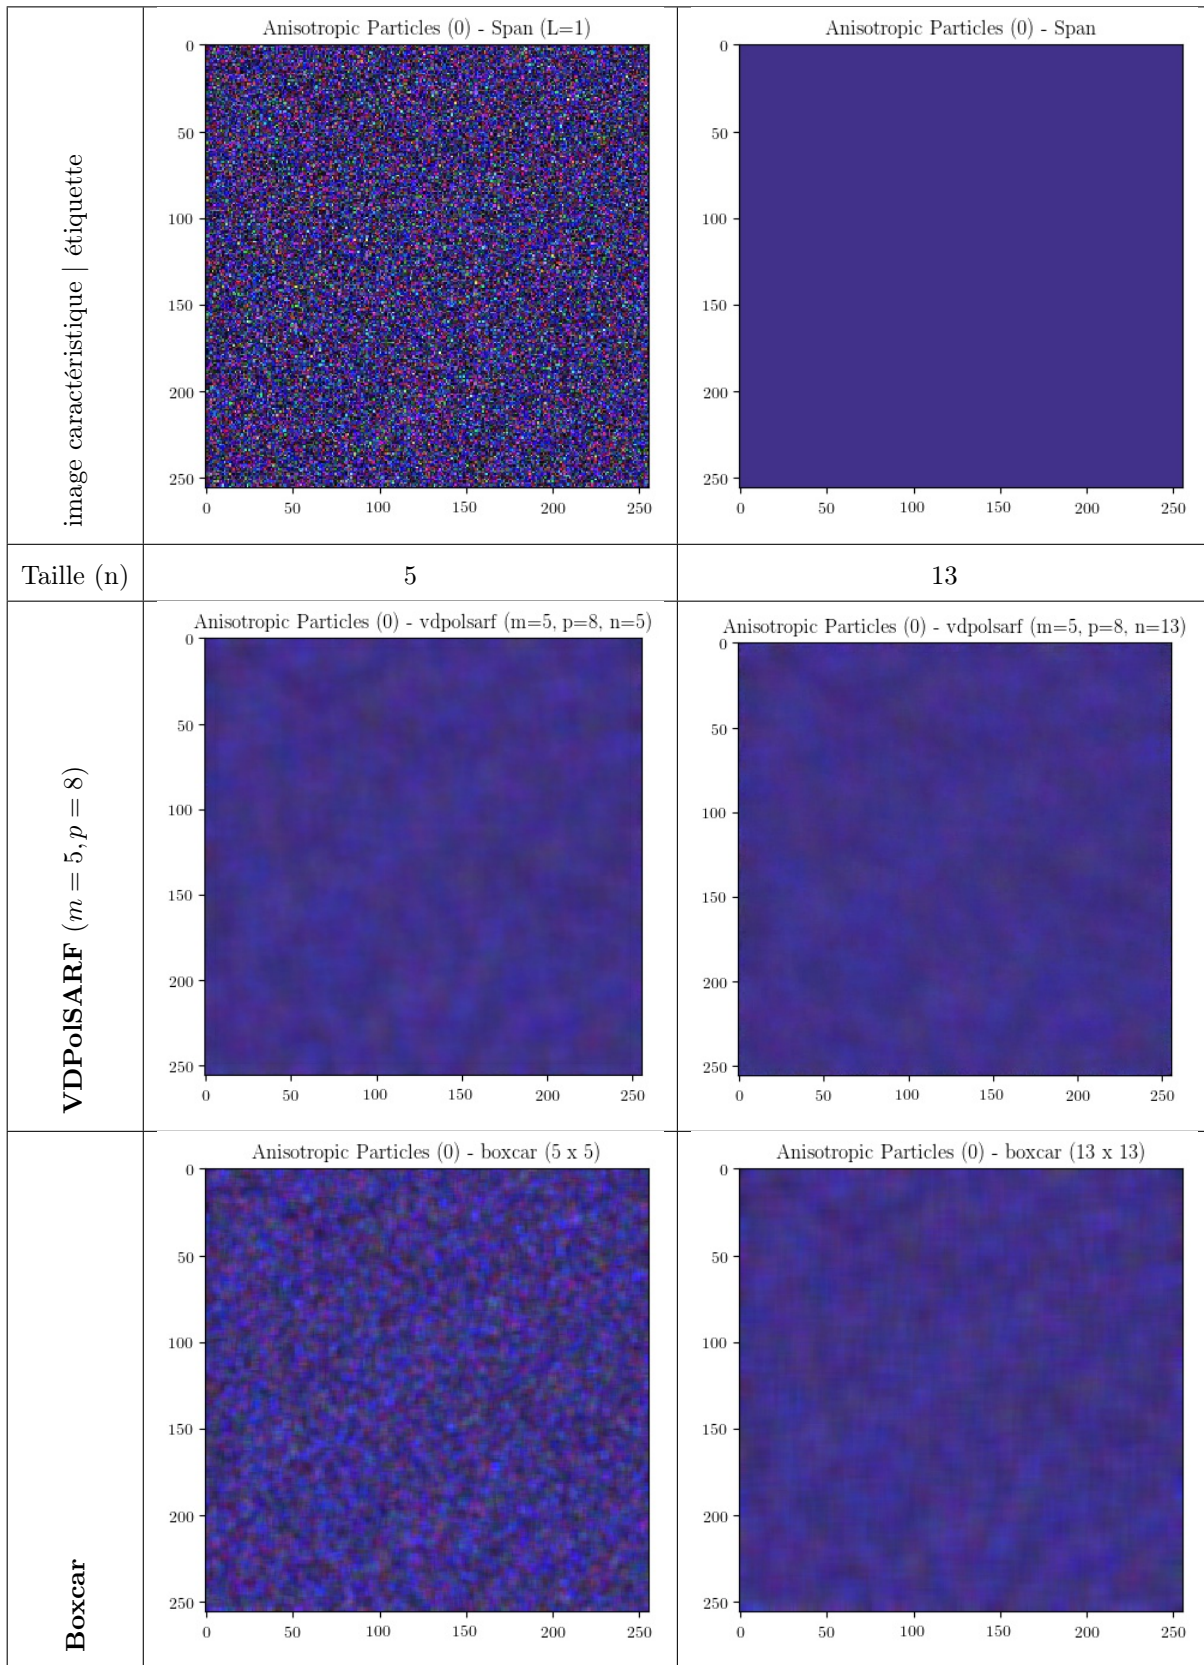 image caractéristique | étiquette
Anisotropic Particles (0) - Span (L=1)
0
50
100
150
200
250
0 50 100 150 200 250
Anisotropic Particles (0) - Span
0
50
100
150
200
250
0 50 100 150 200 250
Taille (n) 5 13
VDPolSARF (m = 5, p = 8)
Anisotropic Particles (0) - vdpolsarf (m=5, p=8, n=5)
0
50
100
150
200
250
0 50 100 150 200 250
Anisotropic Particles (0) - vdpolsarf (m=5, p=8, n=13)
0
50
100
150
200
250
0 50 100 150 200 250
Boxcar
Anisotropic Particles (0) - boxcar (5 x 5)
0
50
100
150
200
250
0 50 100 150 200 250
Anisotropic Particles (0) - boxcar (13 x 13)
0
50
100
150
200
250
0 50 100 150 200 250